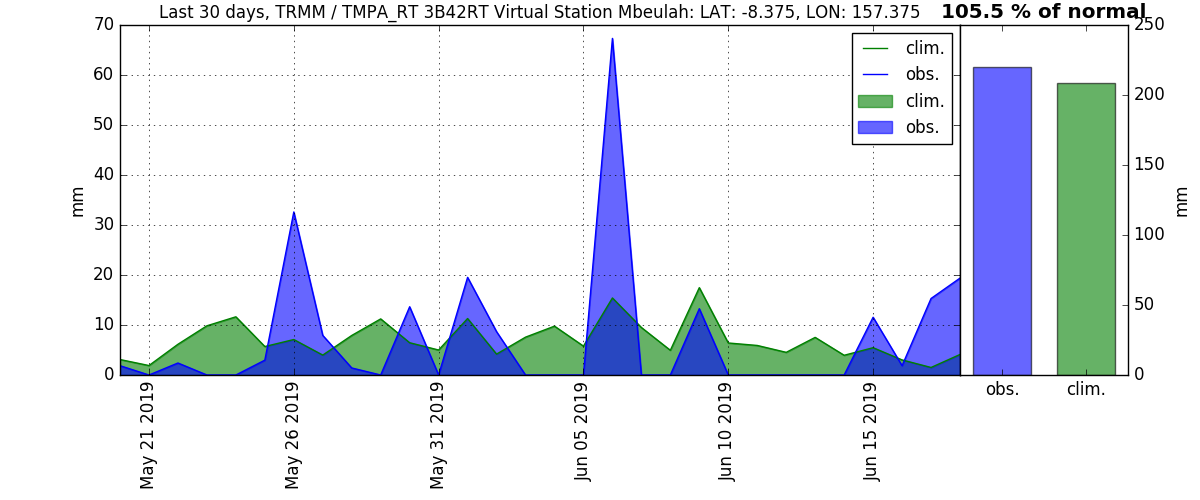 Last 30 days, TRMM / TMPA_RT 3B42RT Virtual Station Mbeulah: LAT: -8.375, LON: 157.375
105.5 % of normal
70
60
50
40
30
20
10
0
mm
clim.
obs.
clim.
obs.
May 21 2019
May 26 2019
May 31 2019
Jun 05 2019
Jun 10 2019
Jun 15 2019
250
200
150
100
50
0
mm
obs.
clim.